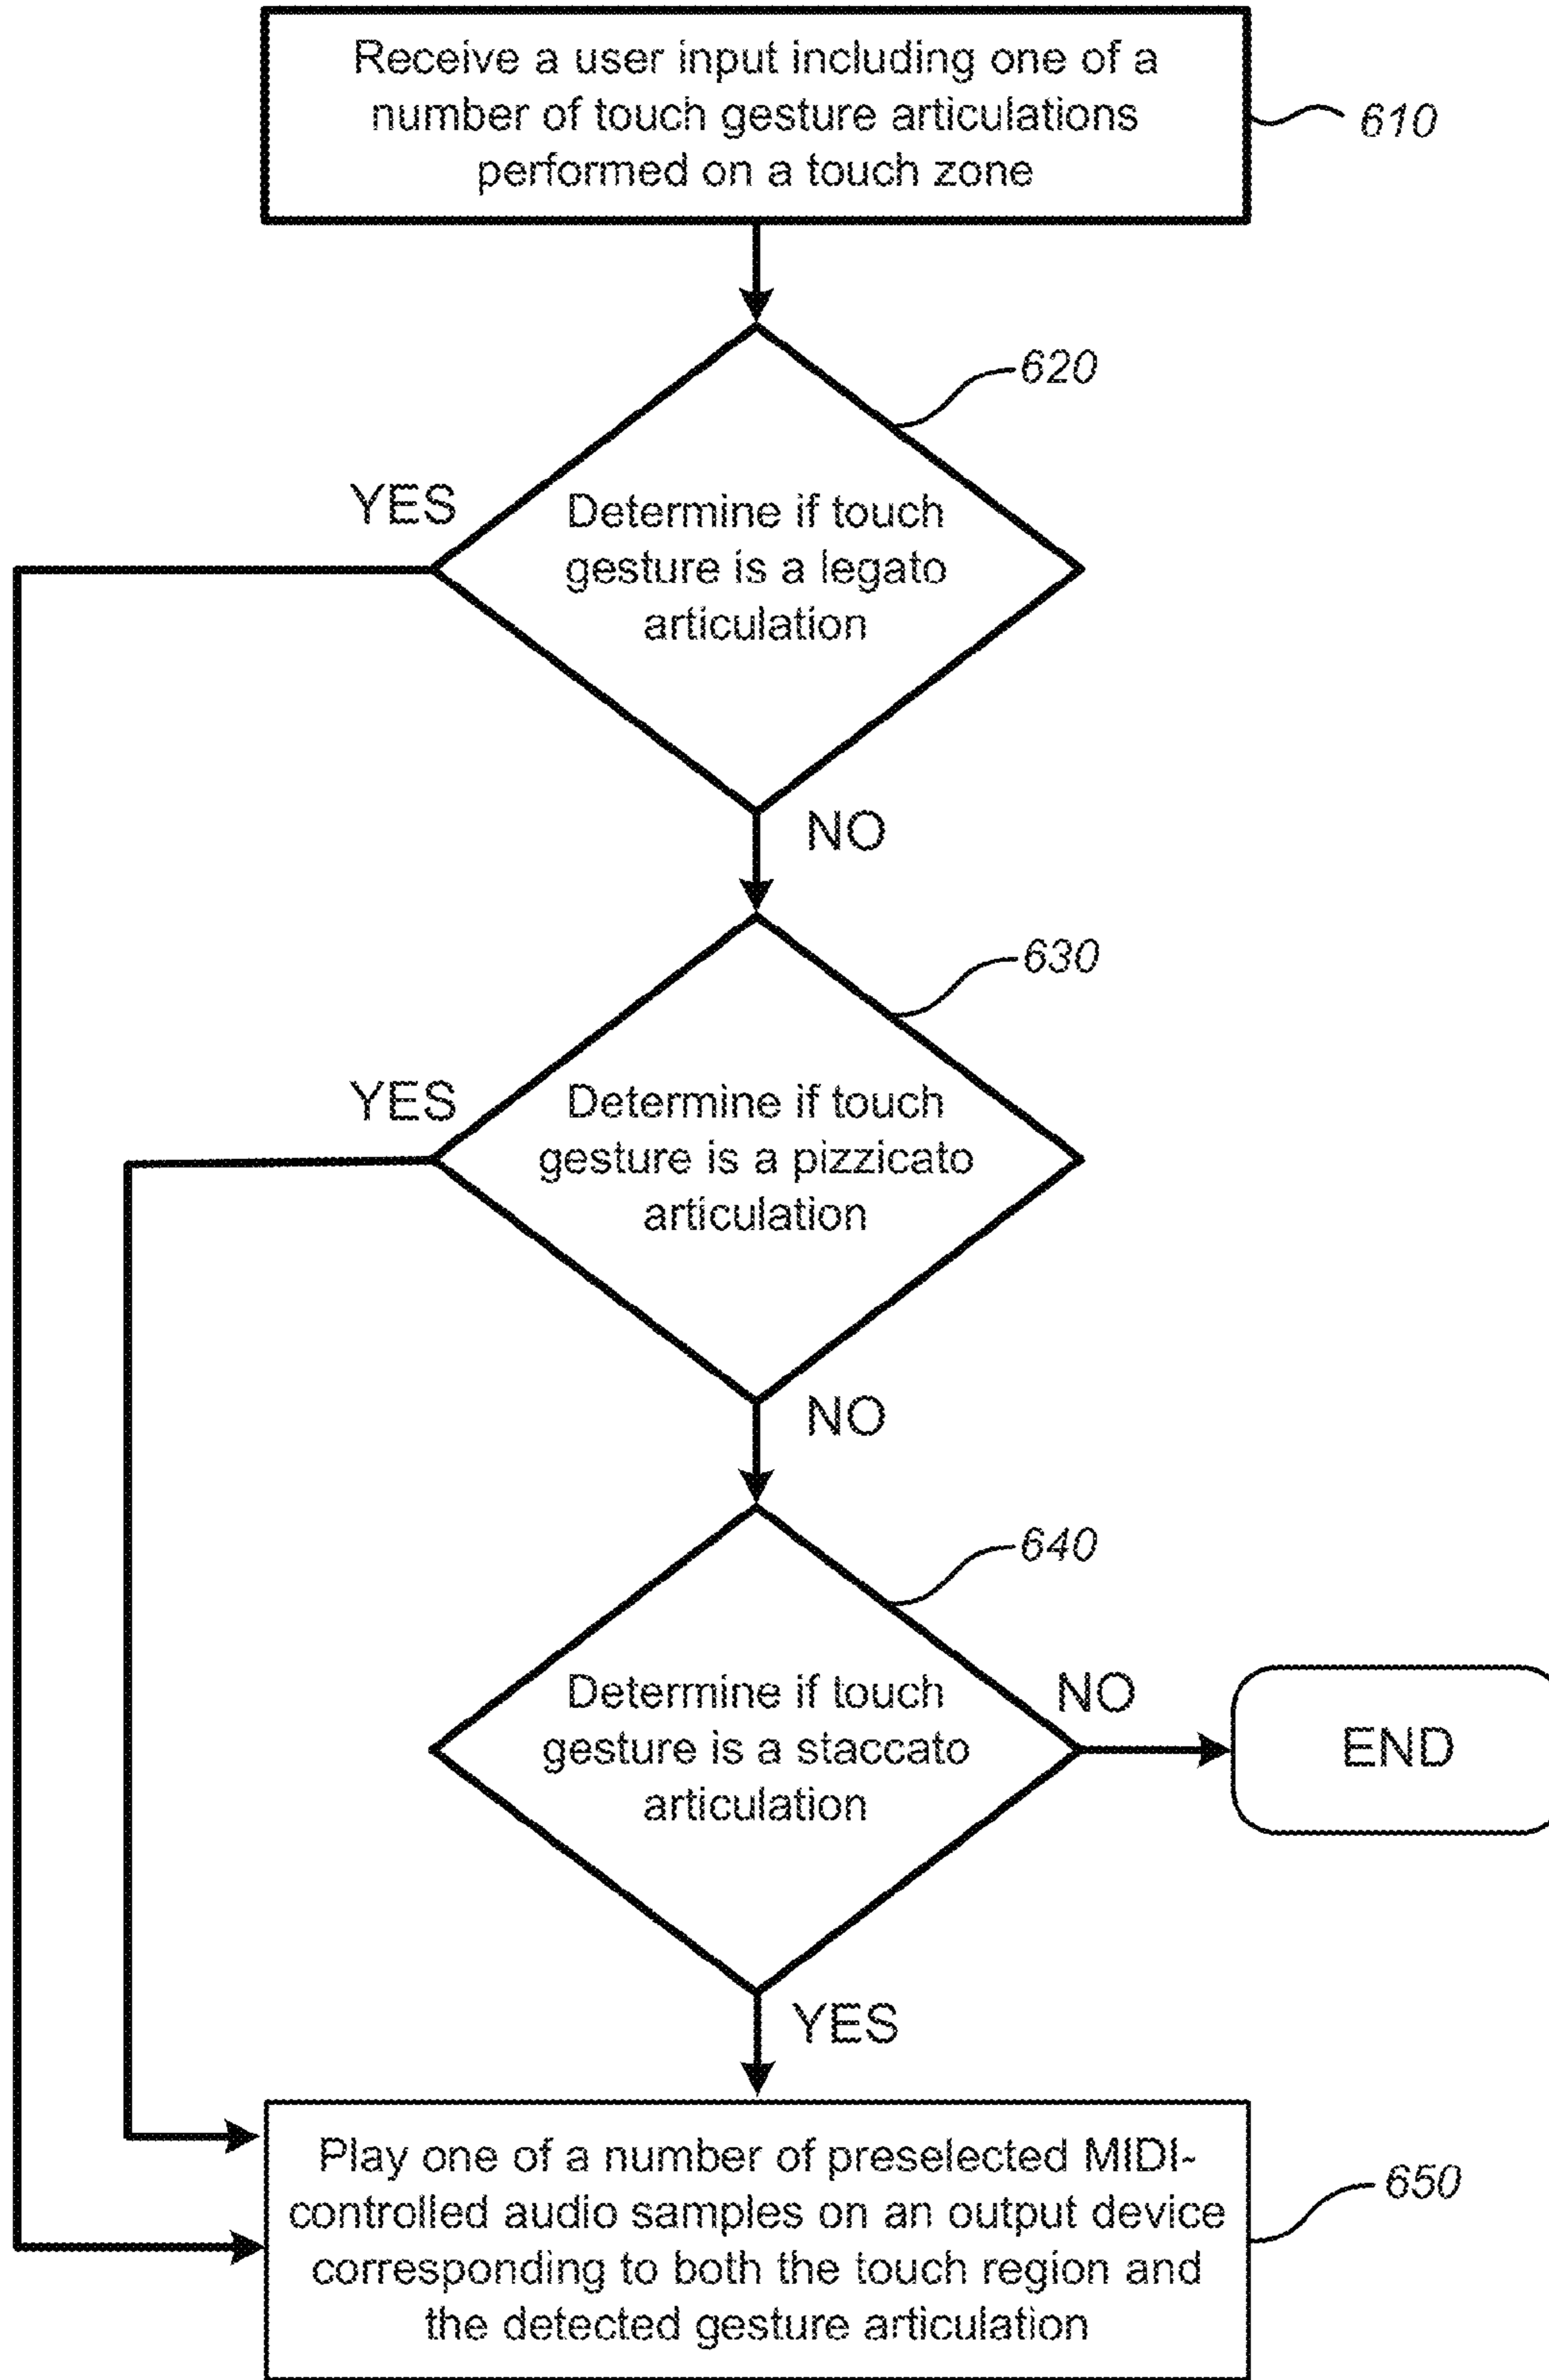 Receive a user input including one of a
number of touch gesture articulations
performed on a touch zone
610
620
YES
Determine if touch
gesture is a legato
articulation
NO
630
YES
Determine if touch
gesture is a pizzicato
articulation
NO
640
Determine if touch
gesture is a staccato
articulation
NO
END
YES
Play one of a number of preselected MIDI-
controlled audio samples on an output device
corresponding to both the touch region and
the detected gesture articulation
650